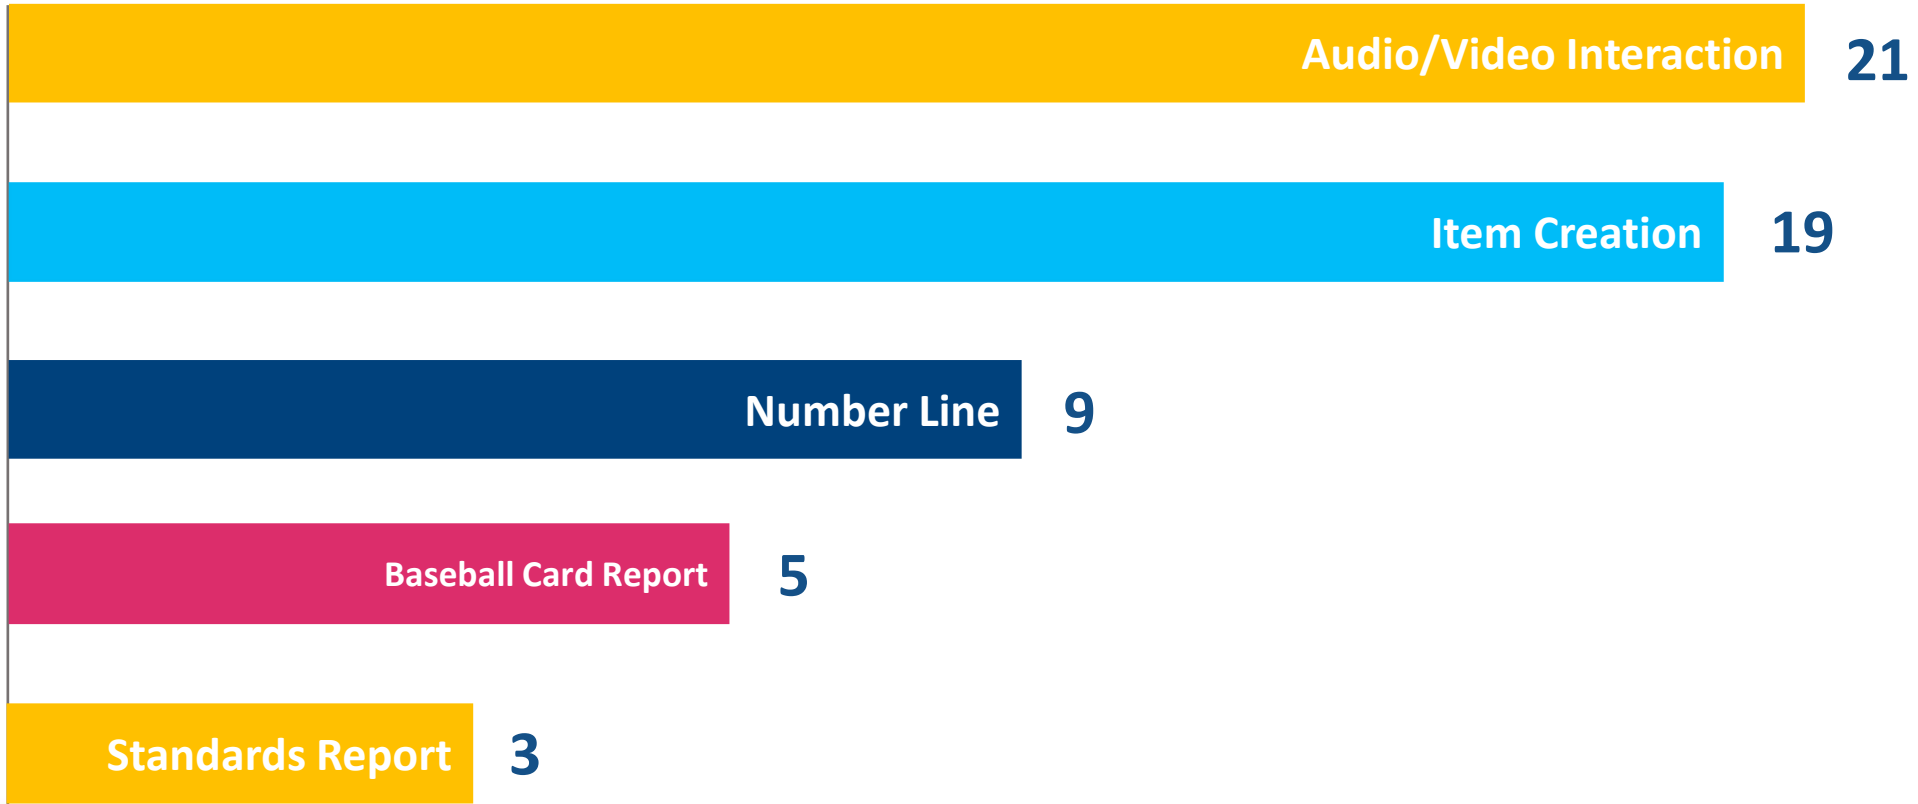 Audio/Video Interaction 21
Item Creation 19
Number Line 9
Baseball Card Report 5
Standards Report 3